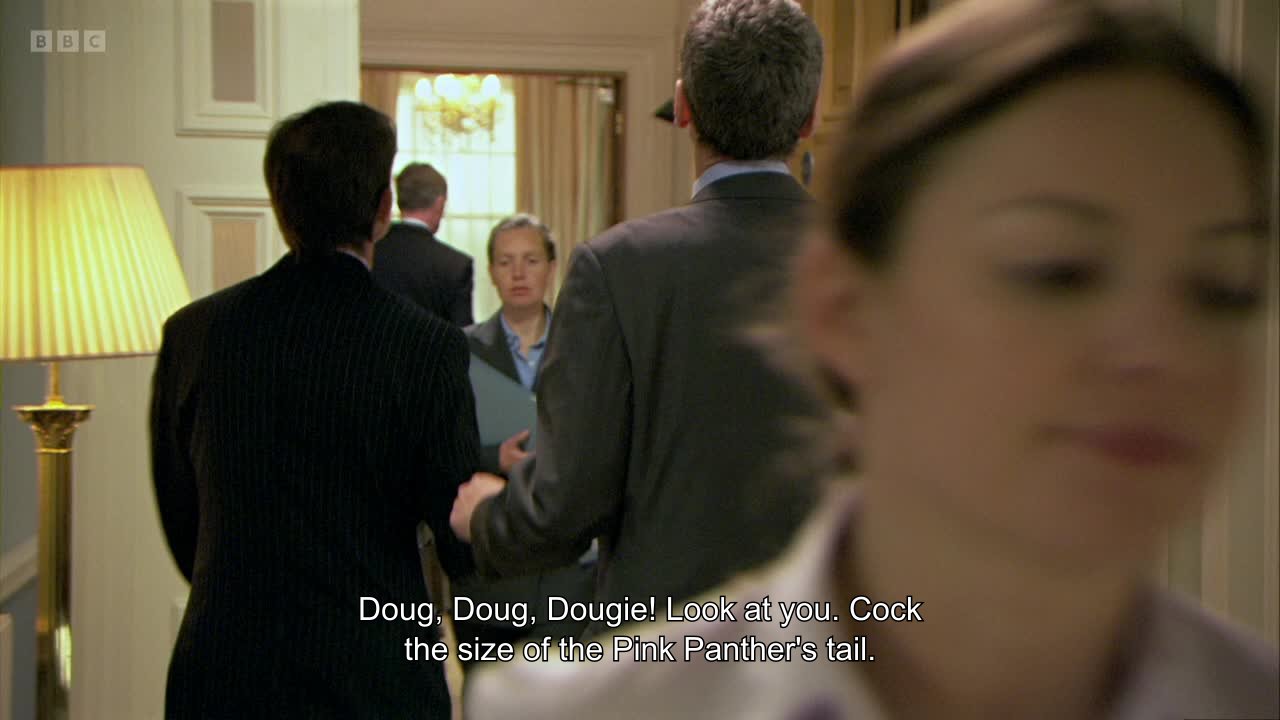 BBC
Doug, Doug, Dougie! Look at you. Cock
the size of the Pink Panther's tail.